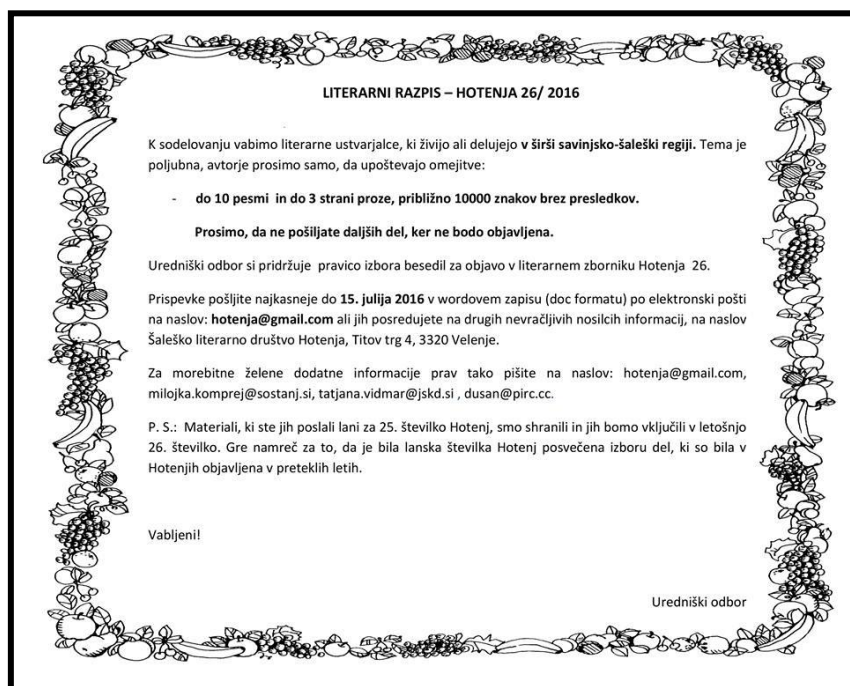 LITERARNI RAZPIS – HOTENJA 26/ 2016
K sodelovanju vabimo literarne ustvarjalce, ki živijo ali delujejo v širši savinjsko-šaleški regiji. Tema je
poljubna, avtorje prosimo samo, da upoštevajo omejitve:
- do 10 pesmi in do 3 strani proze, približno 10000 znakov brez presledkov.
Prosimo, da ne pošiljate daljših del, ker ne bodo objavljena.
Uredniški odbor si pridržuje pravico izbora besedil za objavo v literarnem zborniku Hotenja 26.
Prispevke pošljite najkasneje do 15. julija 2016 v wordovem zapisu (doc formatu) po elektronski pošti
na naslov: hotenja@gmail.com ali jih posredujete na drugih nevračljivih nosilcih informacij, na naslov
Šaleško literarno društvo Hotenja, Titov trg 4, 3320 Velenje.
Za morebitne želene dodatne informacije prav tako pišite na naslov: hotenja@gmail.com,
milojka.komprej@sostanj.si, tatjana.vidmar@jskd.si , dusan@pirc.cc.
P. S.: Materiali, ki ste jih poslali lani za 25. številko Hotenj, smo shranili in jih bomo vključili v letošnjo
26. številko. Gre namreč za to, da je bila lanska številka Hotenj posvečena izboru del, ki so bila v
Hotenjih objavljena v preteklih letih.
Vabljeni!
Uredniški odbor